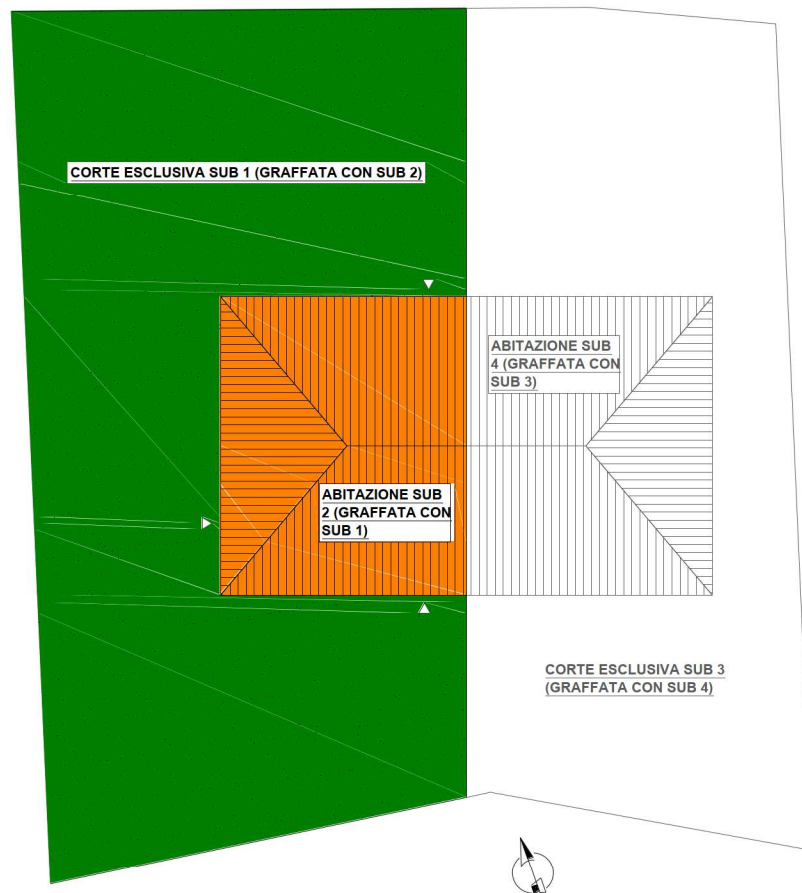 CORTE ESCLUSIVA SUB 1 (GRAFFATA CON SUB 2)
ABITAZIONE SUB
4 (GRAFFATA CON
SUB 3)
ABITAZIONE SUB
2 (GRAFFATA CON
SUB 1)
CORTE ESCLUSIVA SUB 3
(GRAFFATA CON SUB 4)